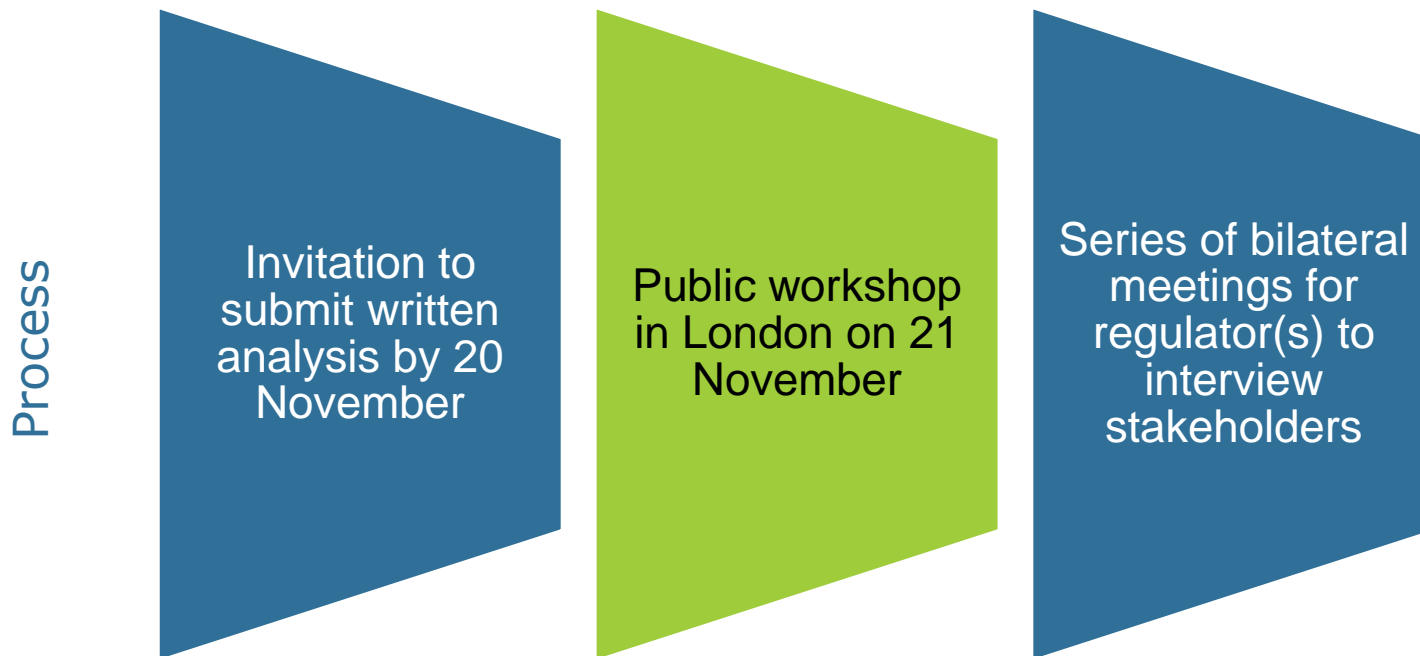 Process
Invitation to
submit written
analysis by 20
November
Public workshop
in London on 21
November
Series of bilateral
meetings for
regulator(s) to
interview
stakeholders